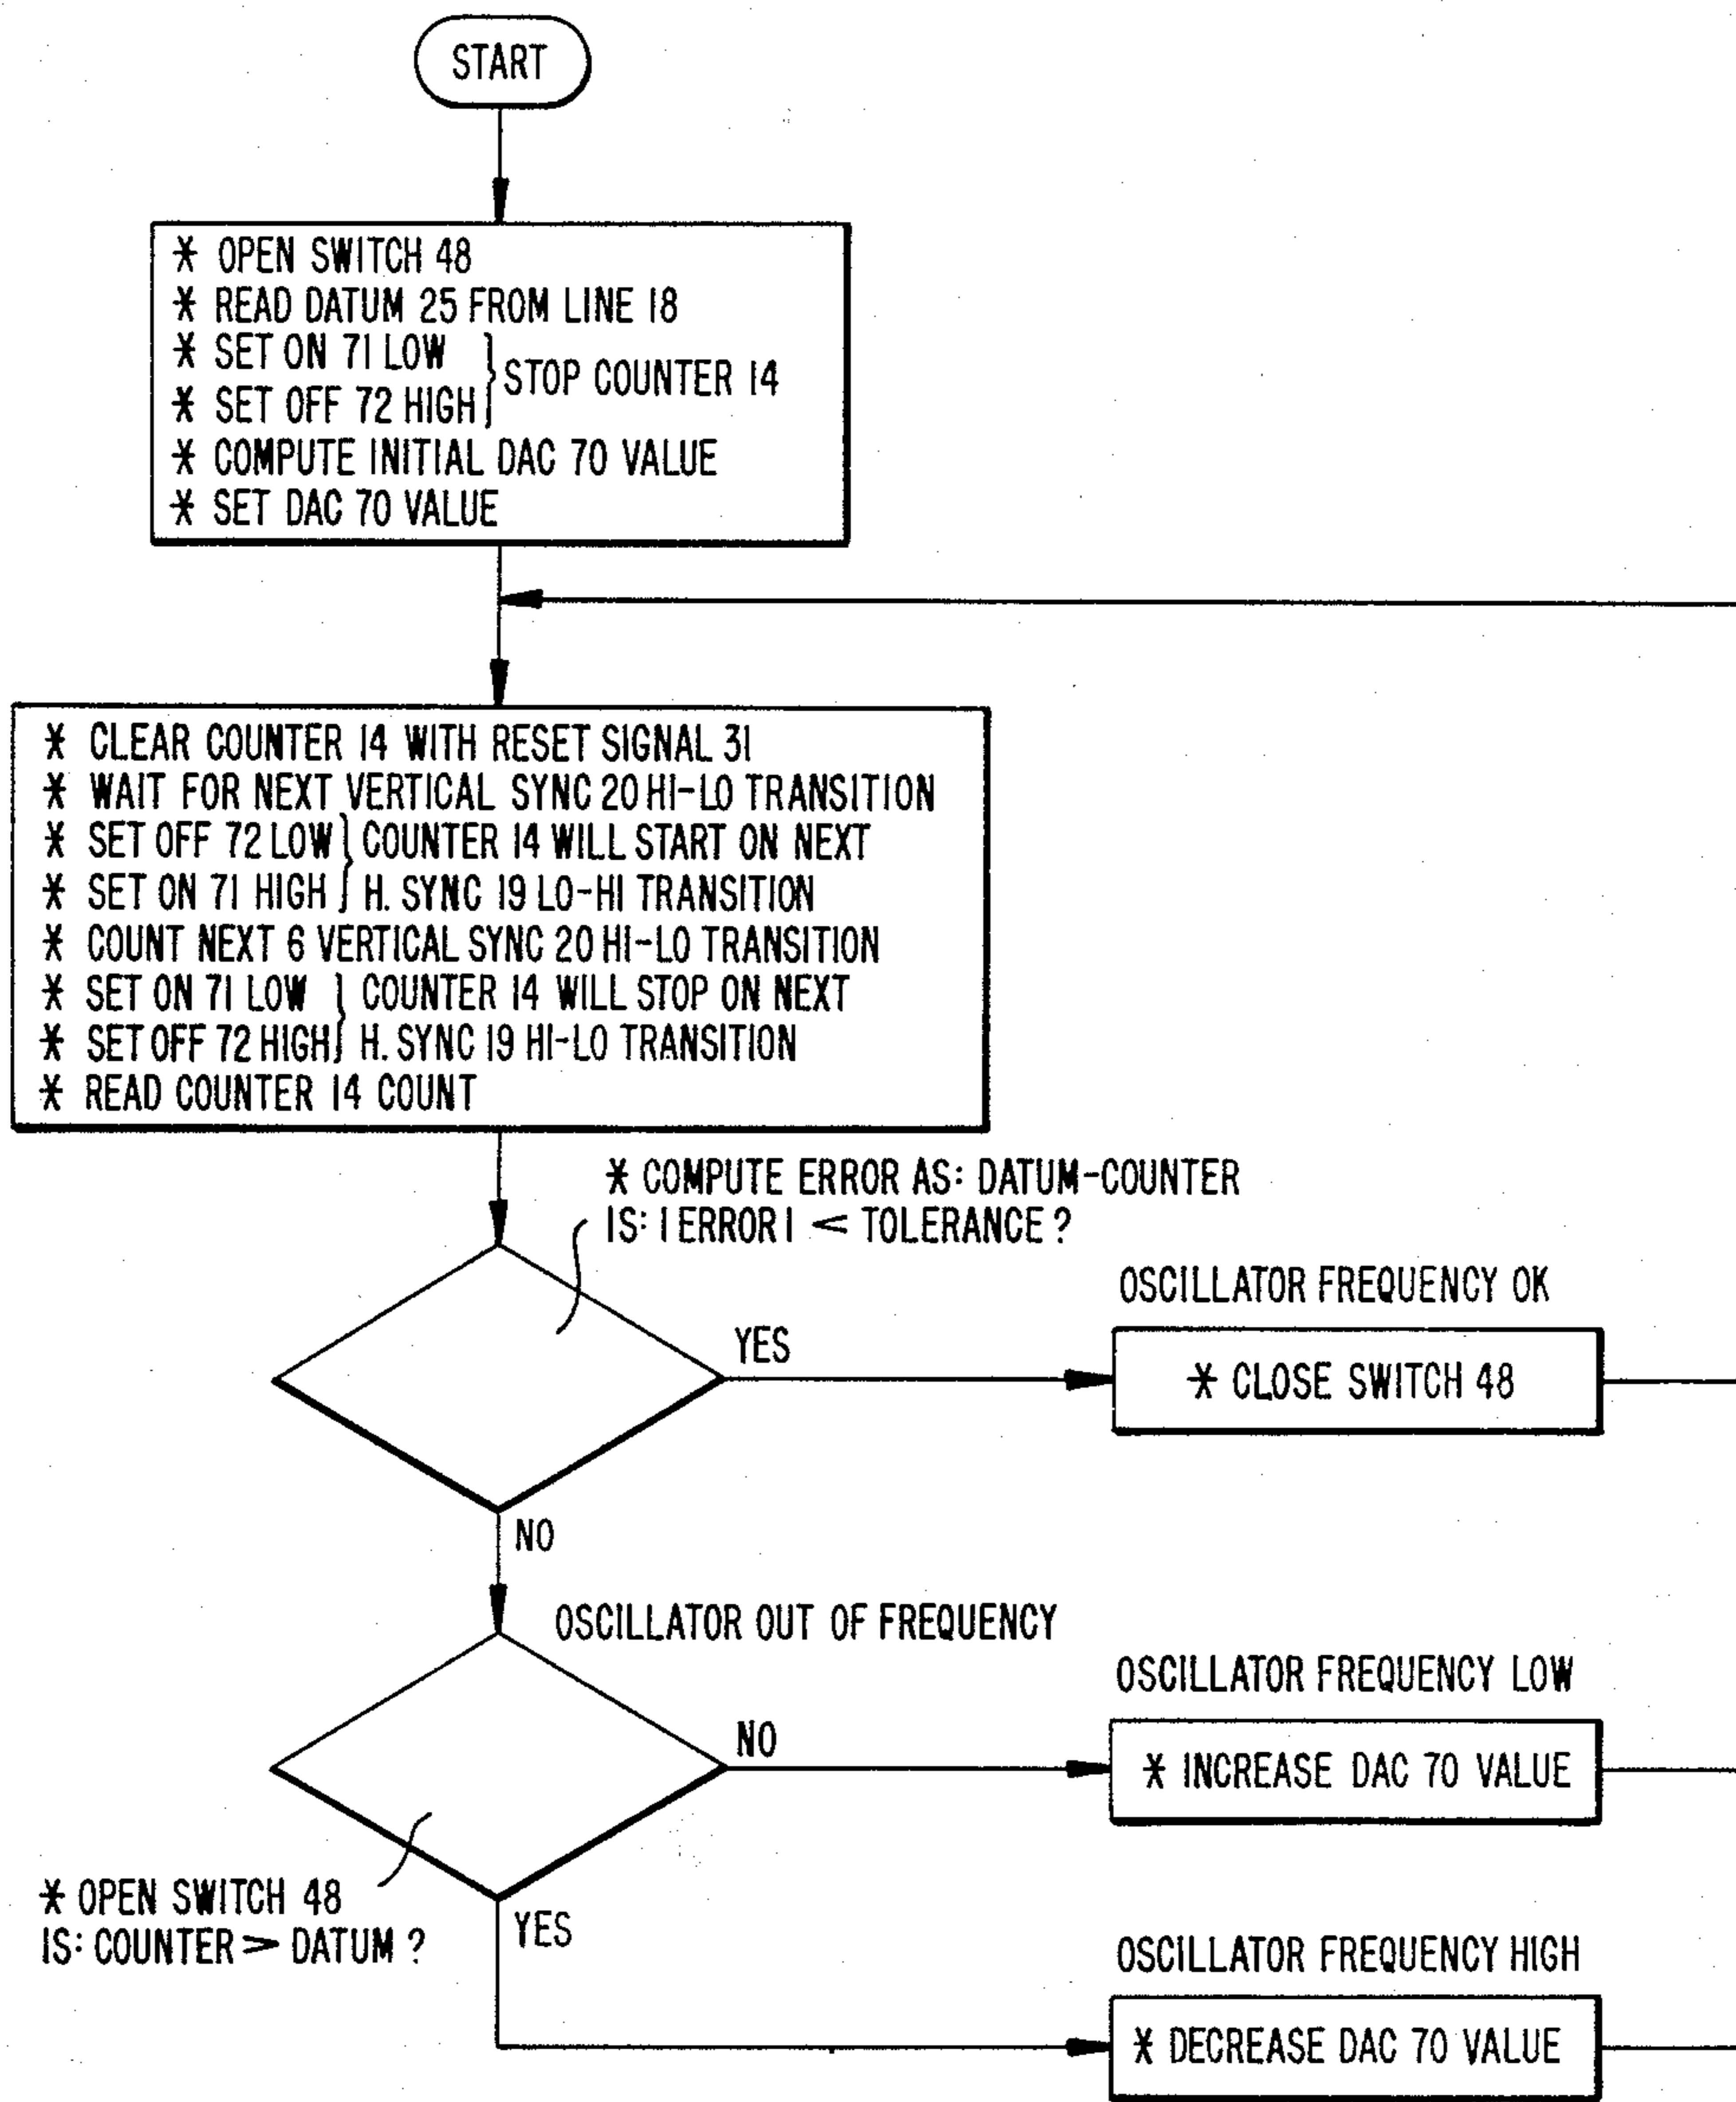 START
* OPEN SWITCH 48
* READ DATUM 25 FROM LINE 18
* SET ON 71 LOW
* SET OFF 72 HIGH
} STOP COUNTER 14
* COMPUTE INITIAL DAC 70 VALUE
* SET DAC 70 VALUE
* CLEAR COUNTER 14 WITH RESET SIGNAL 31
* WAIT FOR NEXT VERTICAL SYNC 20 HI-LO TRANSITION
* SET OFF 72 LOW } COUNTER 14 WILL START ON NEXT
* SET ON 71 HIGH } H. SYNC 19 LO-HI TRANSITION
* COUNT NEXT 6 VERTICAL SYNC 20 HI-LO TRANSITION
* SET ON 71 LOW } COUNTER 14 WILL STOP ON NEXT
* SET OFF 72 HIGH } H. SYNC 19 HI-LO TRANSITION
* READ COUNTER 14 COUNT
* COMPUTE ERROR AS: DATUM-COUNTER
IS: |ERROR| < TOLERANCE ?
OSCILLATOR FREQUENCY OK
YES
* CLOSE SWITCH 48
NO
OSCILLATOR OUT OF FREQUENCY
OSCILLATOR FREQUENCY LOW
NO
* INCREASE DAC 70 VALUE
* OPEN SWITCH 48
IS: COUNTER > DATUM ?
YES
OSCILLATOR FREQUENCY HIGH
* DECREASE DAC 70 VALUE